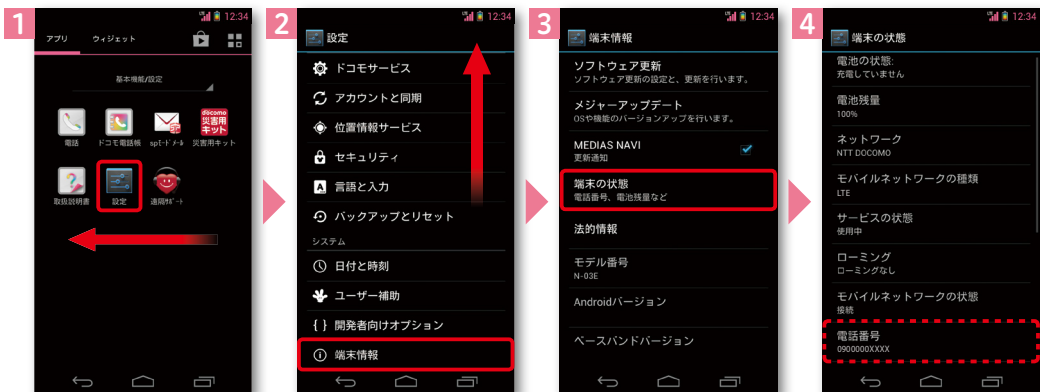 1
12:34
アプリ
ウィジェット
基本機能/設定
電話
ドコモ電話帳
spモードメール
docomo
災害用
キット
災害用キット
取扱説明書
設定
遠隔サポート
2
12:34
設定
ドコモサービス
アカウントと同期
位置情報サービス
セキュリティ
A
言語と入力
バックアップとリセット
システム
日付と時刻
ユーザー補助
{ } 開発者向けオプション
端末情報
3
12:34
端末情報
ソフトウェア更新
ソフトウェア更新の設定と、更新を行います。
メジャーアップデート
OSや機能のバージョンアップを行います。
MEDIAS NAVI
更新通知
端末の状態
電話番号、電池残量など
法的情報
モデル番号
N-03E
Androidバージョン
ベースバンドバージョン
4
12:34
端末の状態
電池の状態:
充電していません
電池残量
100%
ネットワーク
NTT DOCOMO
モバイルネットワークの種類
LTE
サービスの状態
使用中
ローミング
ローミングなし
モバイルネットワークの状態
接続
電話番号
0900000XXXX